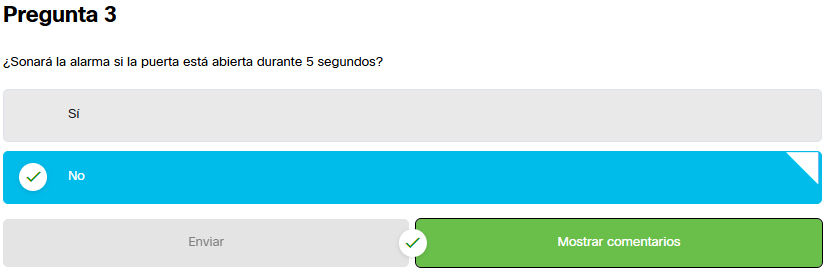 Pregunta 3
¿Sonará la alarma si la puerta está abierta durante 5 segundos?
Sí
No
Enviar
Mostrar comentarios